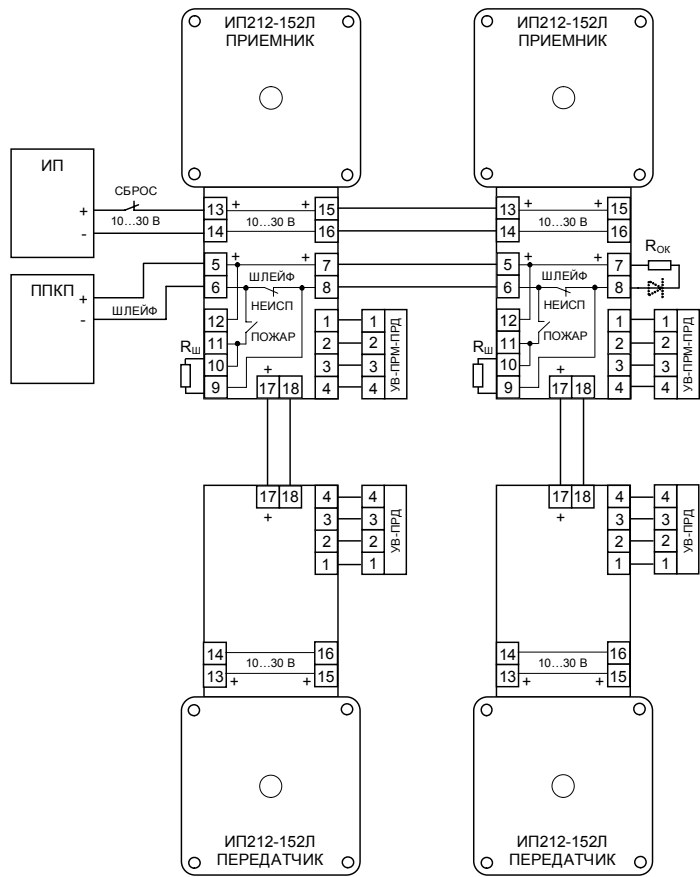 ИП212-152Л
ПРИЕМНИК
ИП212-152Л
ПРИЕМНИК
ИП
+
-
СБРОС
10...30 В
13 + 10...30 В + 15
14 16
13 + 10...30 В + 15
14 16
ППКП
+
-
ШЛЕЙФ
5 + 7
6 ШЛЕЙФ 8
НЕИСП
12
11 ПОЖАР
10
9
RШ
+
17 18
1 1
2 2
3 3
4 4
УВ-ПРМ-ПРД
5 + 7
6 ШЛЕЙФ 8
НЕИСП
12
11 ПОЖАР
10
9
RШ
+
17 18
1 1
2 2
3 3
4 4
УВ-ПРМ-ПРД
RОК
17 18
+
4 4
3 3
2 2
1 1
УВ-ПРД
17 18
+
4 4
3 3
2 2
1 1
УВ-ПРД
14 10...30 В 16
13 + + 15
14 10...30 В 16
13 + + 15
ИП212-152Л
ПЕРЕДАТЧИК
ИП212-152Л
ПЕРЕДАТЧИК